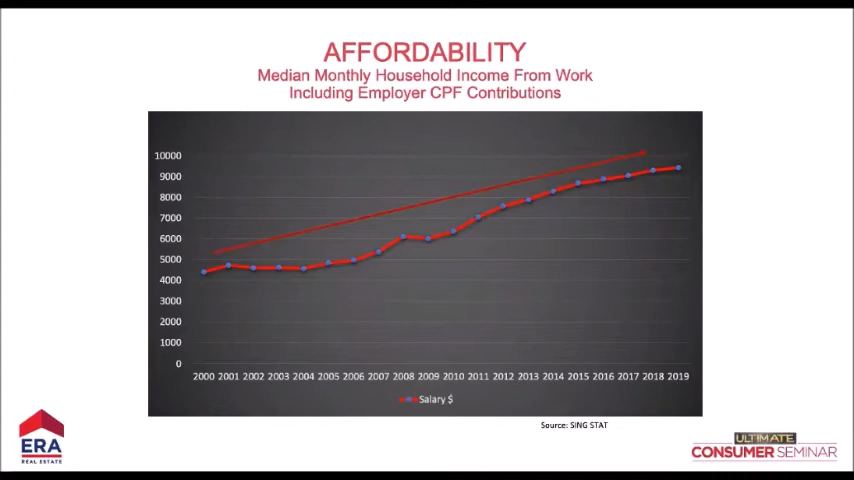 AFFORDABILITY
Median Monthly Household Income From Work
Including Employer CPF Contributions
10000
9000
8000
7000
6000
5000
4000
3000
2000
1000
0
2000 2001 2002 2003 2004 2005 2006 2007 2008 2009 2010 2011 2012 2013 2014 2015 2016 2017 2018 2019
Salary $
Source: SING STAT
ERA
REAL ESTATE
ULTIMATE
CONSUMER SEMINAR